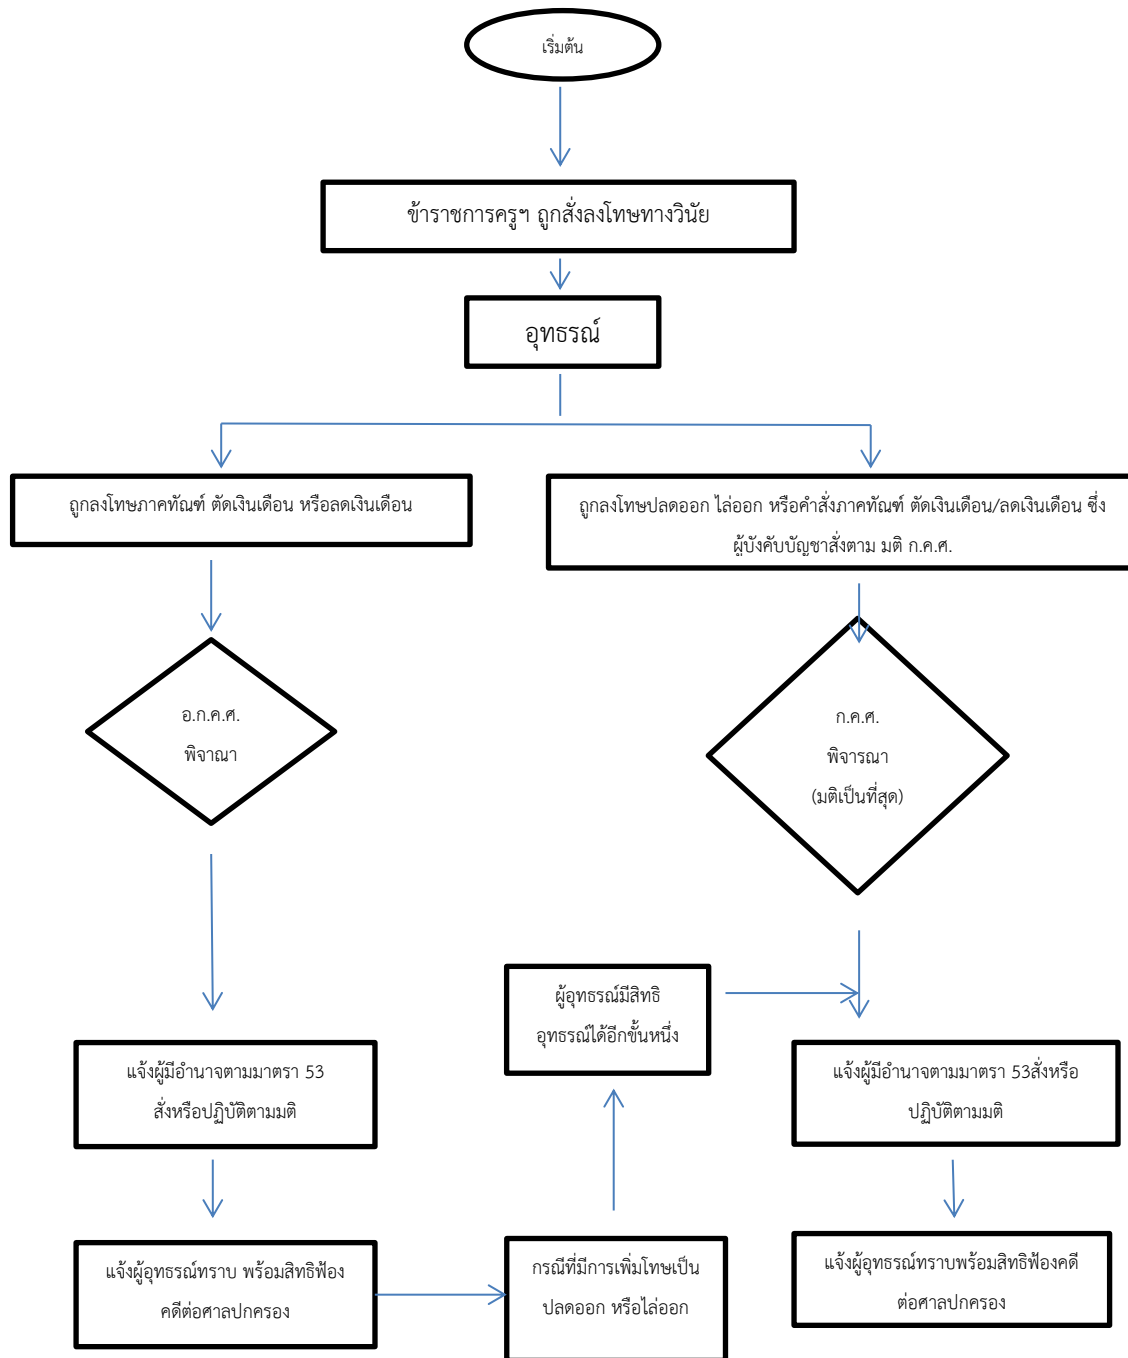 เริ่มต้น
ข้าราชการครูฯ ถูกสั่งลงโทษทางวินัย
อุทธรณ์
ถูกลงโทษภาคทัณฑ์ ตัดเงินเดือน หรือลดเงินเดือน
ถูกลงโทษปลดออก ไล่ออก หรือคำสั่งภาคทัณฑ์ ตัดเงินเดือน/ลดเงินเดือน ซึ่ง
ผู้บังคับบัญชาสั่งตาม มติ ก.ค.ศ.
อ.ก.ค.ศ.
พิจาณา
ก.ค.ศ.
พิจารณา
(มติเป็นที่สุด)
ผู้อุทธรณ์มีสิทธิ
อุทธรณ์ได้อีกขั้นหนึ่ง
แจ้งผู้มีอำนาจตามมาตรา 53
สั่งหรือปฏิบัติตามมติ
แจ้งผู้มีอำนาจตามมาตรา 53สั่งหรือ
ปฏิบัติตามมติ
แจ้งผู้อุทธรณ์ทราบ พร้อมสิทธิฟ้อง
คดีต่อศาลปกครอง
กรณีที่มีการเพิ่มโทษเป็น
ปลดออก หรือไล่ออก
แจ้งผู้อุทธรณ์ทราบพร้อมสิทธิฟ้องคดี
ต่อศาลปกครอง